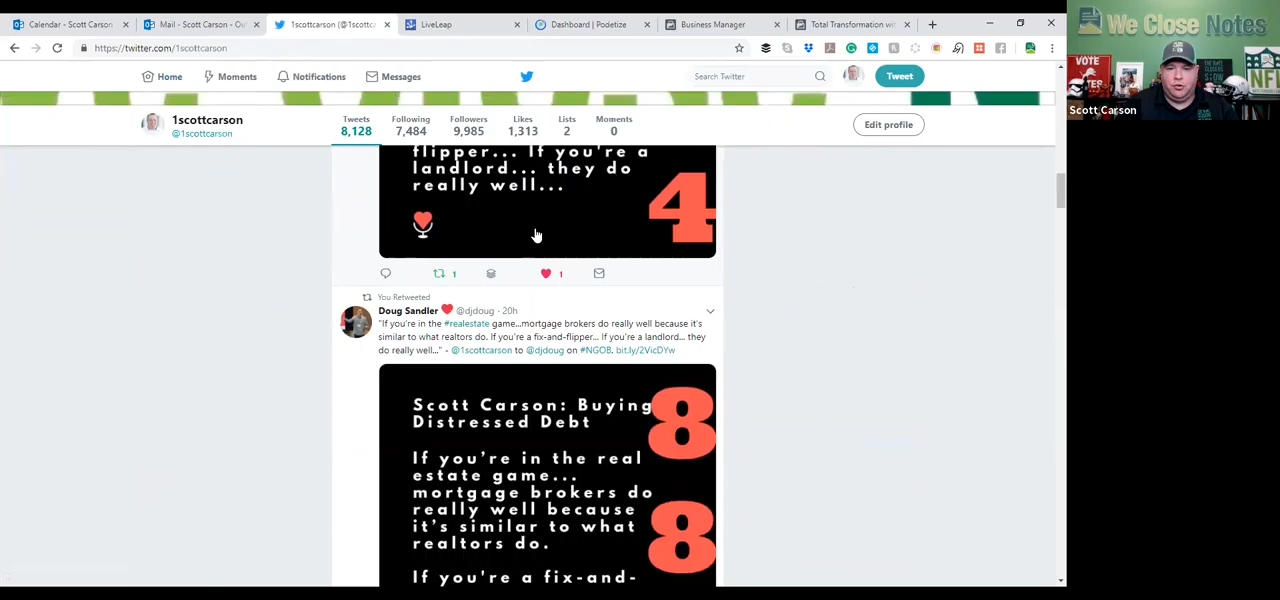 Calendar - Scott Carson
Mail - Scott Carson - Ou
1scottcarson (@1scottca
LiveLeap
Dashboard | Podetize
Business Manager
Total Transformation wi
https://twitter.com/1scottcarson
We Close Notes
VOTE
NFL
Scott Carson
Home
Moments
Notifications
Messages
Search Twitter
Tweet
1scottcarson
@1scottcarson
Tweets Following Followers Likes Lists Moments
8,128 7,484 9,985 1,313 2 0
Edit profile
flipper... If you're a
landlord... they do
really well...
4
1 1
You Retweeted
Doug Sandler @djdoug · 20h
"If you're in the #realestate game...mortgage brokers do really well because it's
similar to what realtors do. If you're a fix-and-flipper... If you're a landlord... they
do really well..." - @1scottcarson to @djdoug on #NGOB. bit.ly/2VicDYw
Scott Carson: Buying
Distressed Debt
8
If you're in the real
estate game...
mortgage brokers do
really well because
it's similar to what
realtors do.
8
If you're a fix-and-